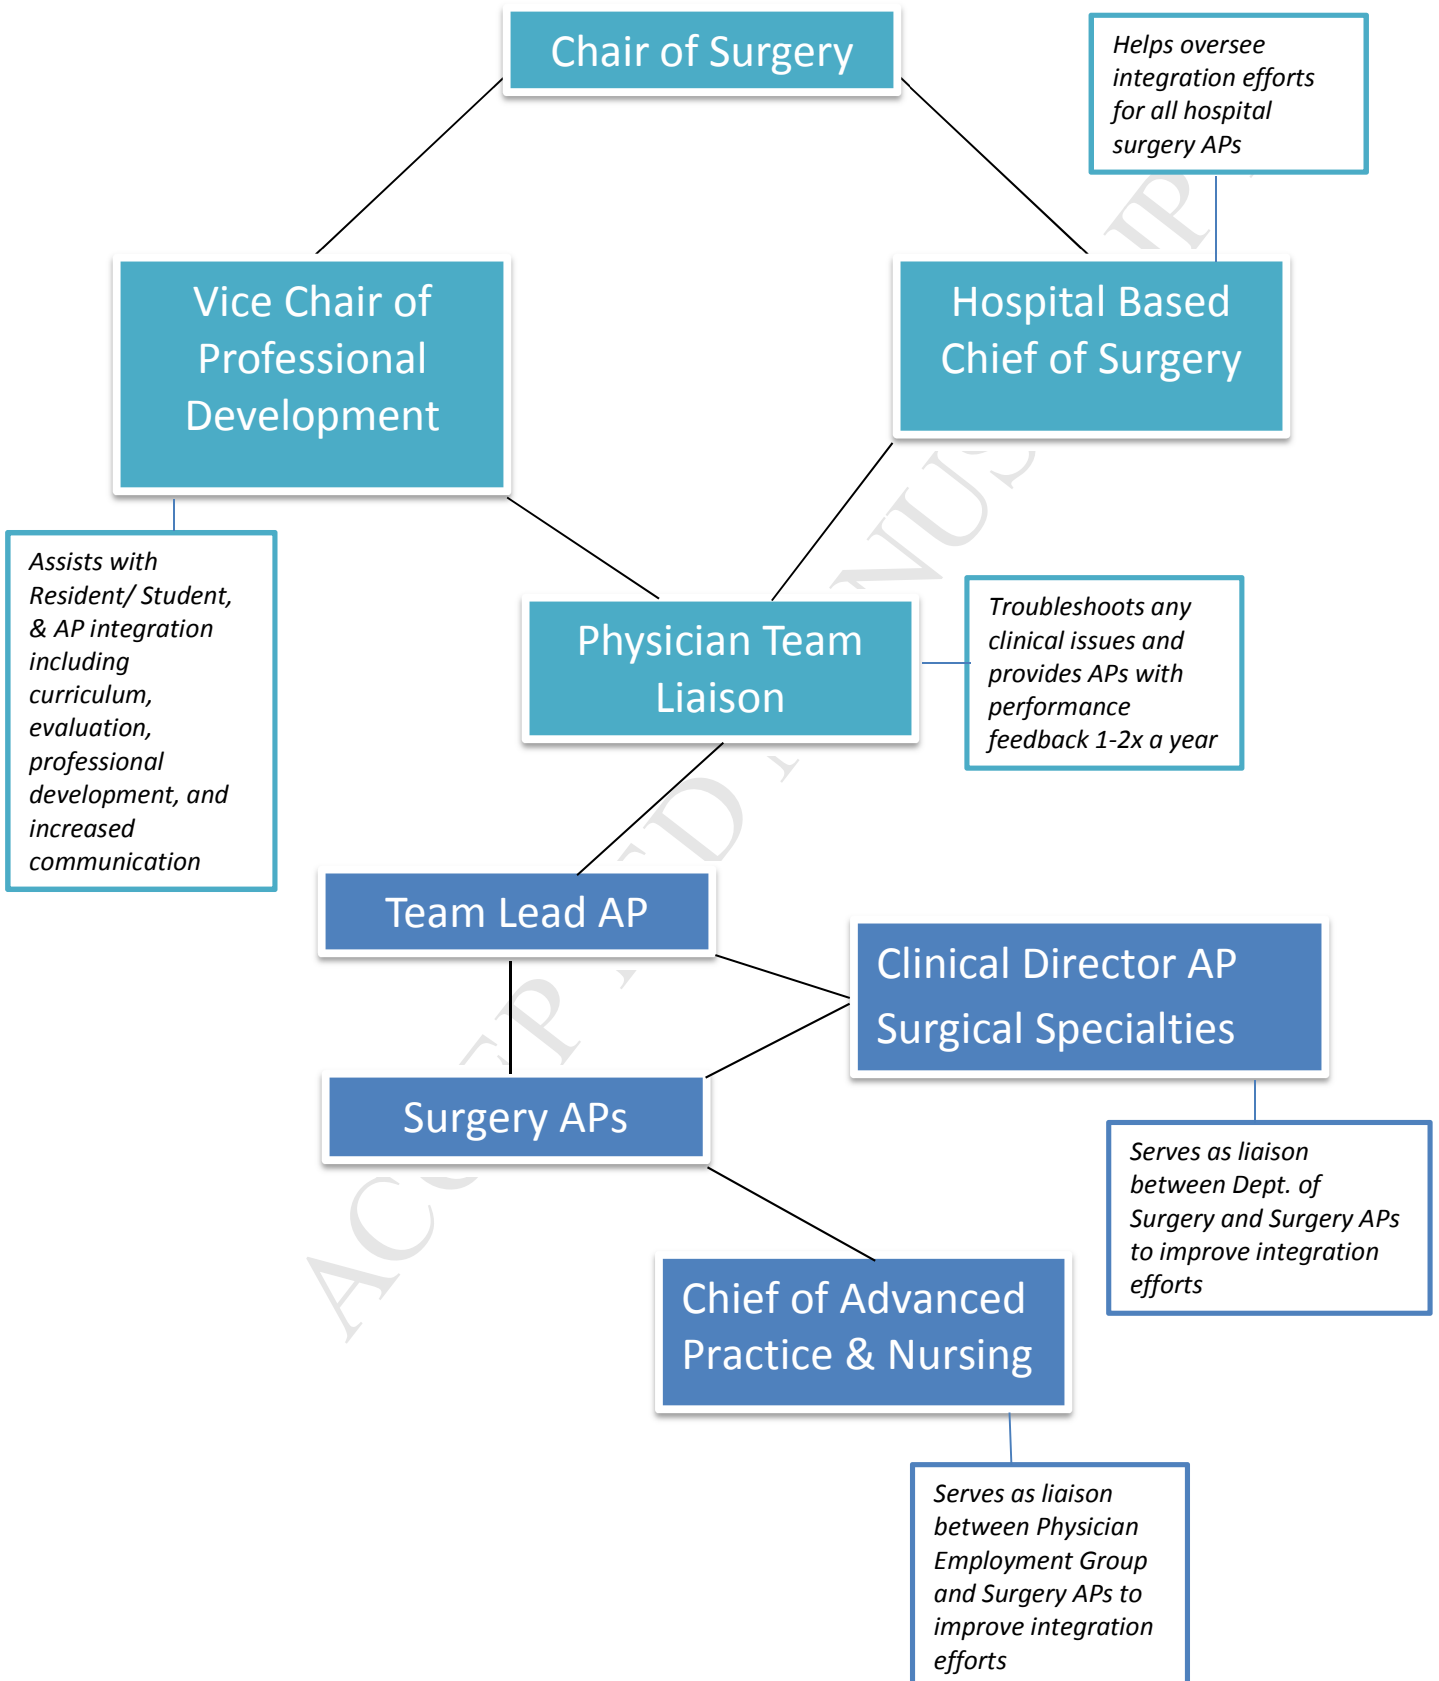 Chair of Surgery
Helps oversee
integration efforts
for all hospital
surgery APs
Vice Chair of
Professional
Development
Hospital Based
Chief of Surgery
Assists with
Resident/ Student,
& AP integration
including
curriculum,
evaluation,
professional
development, and
increased
communication
Physician Team
Liaison
Troubleshoots any
clinical issues and
provides APs with
performance
feedback 1-2x a year
Team Lead AP
Clinical Director AP
Surgical Specialties
Surgery APs
Serves as liaison
between Dept. of
Surgery and Surgery APs
to improve integration
efforts
Chief of Advanced
Practice & Nursing
Serves as liaison
between Physician
Employment Group
and Surgery APs to
improve integration
efforts